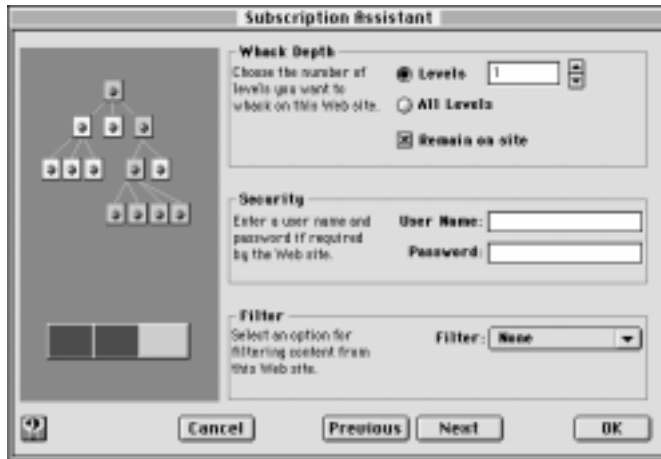 Subscription Assistant
Whack Depth
Choose the number of
levels you want to
whack on this Web site.
Levels 1
All Levels
Remain on site
Security
Enter a user name and
password if required
by the Web site.
User Name:
Password:
Filter
Select an option for
filtering content from
this Web site.
Filter: None
?
Cancel Previous Next OK